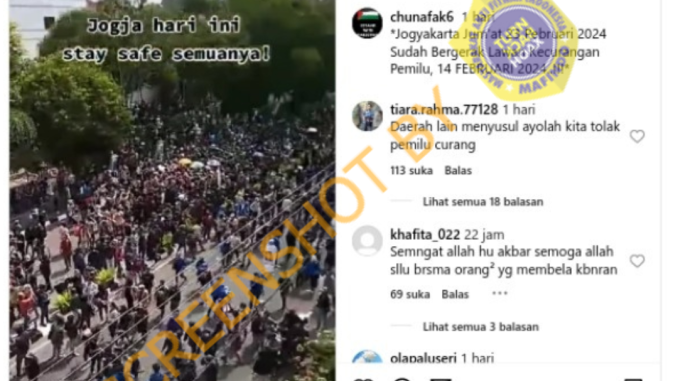 Jogja hari ini
stay safe semuanya!
SCREENSHOT BY
chunafak6 1 hari
*Jogyakarta Jum'at 23 Februari 2024
Sudah Bergerak Lawan Kecurangan
Pemilu, 14 FEBRUARI 2024
tiara.rahma.77128 1 hari
Daerah lain menyusul ayolah kita tolak
pemilu curang
113 suka Balas
Lihat semua 18 balasan
khafita_022 22 jam
Semngat allah hu akbar semoga allah
sllu brsma orang² yg membela kbnran
69 suka Balas •••
Lihat semua 3 balasan
olapaluseri 1 hari